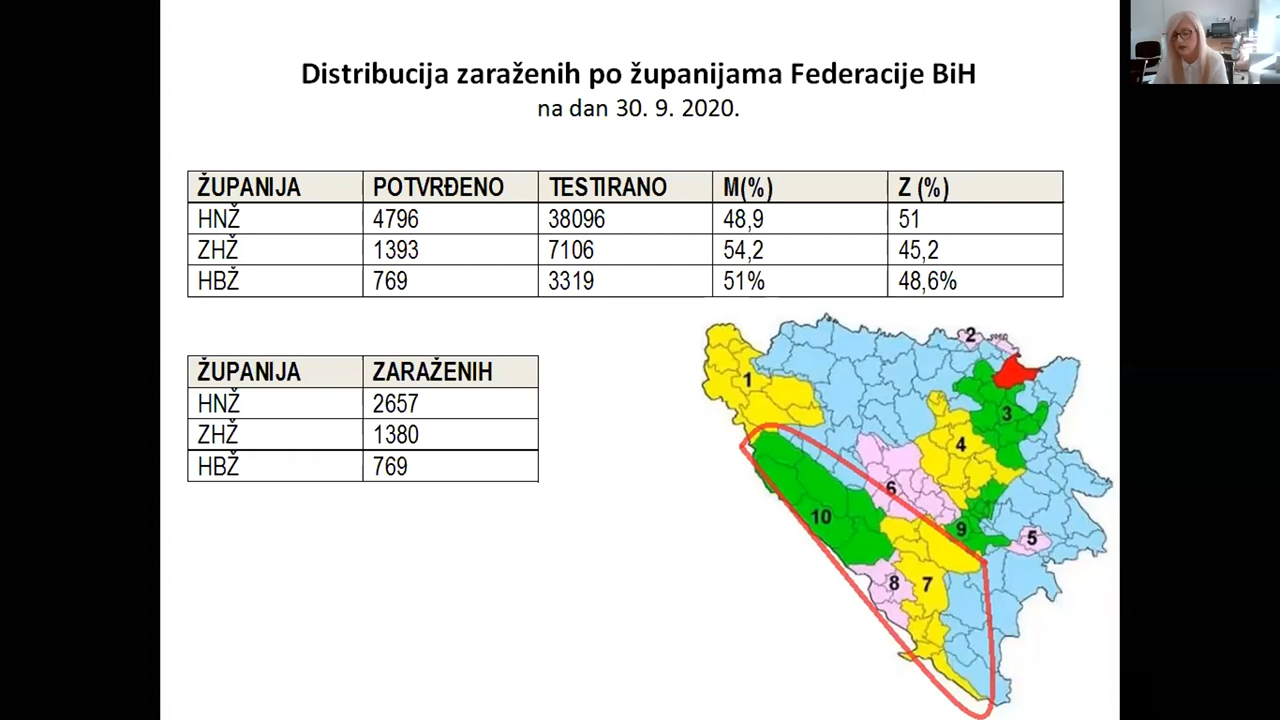 Distribucija zaraženih po županijama Federacije BiH
na dan 30. 9. 2020.
ŽUPANIJA POTVRĐENO TESTIRANO M(%) Z (%)
HNŽ 4796 38096 48,9 51
ZHŽ 1393 7106 54,2 45,2
HBŽ 769 3319 51% 48,6%
ŽUPANIJA ZARAŽENIH
HNŽ 2657
ZHŽ 1380
HBŽ 769
2
1
3
4
6
10
9
5
8
7